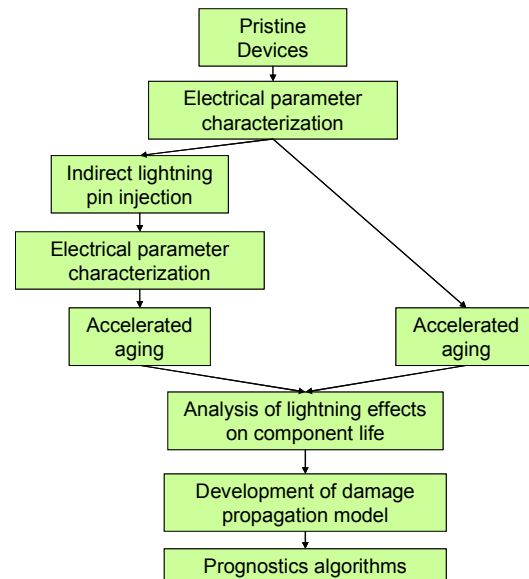 Pristine
Devices
Electrical parameter
characterization
Indirect lightning
pin injection
Electrical parameter
characterization
Accelerated
aging
Accelerated
aging
Analysis of lightning effects
on component life
Development of damage
propagation model
Prognostics algorithms